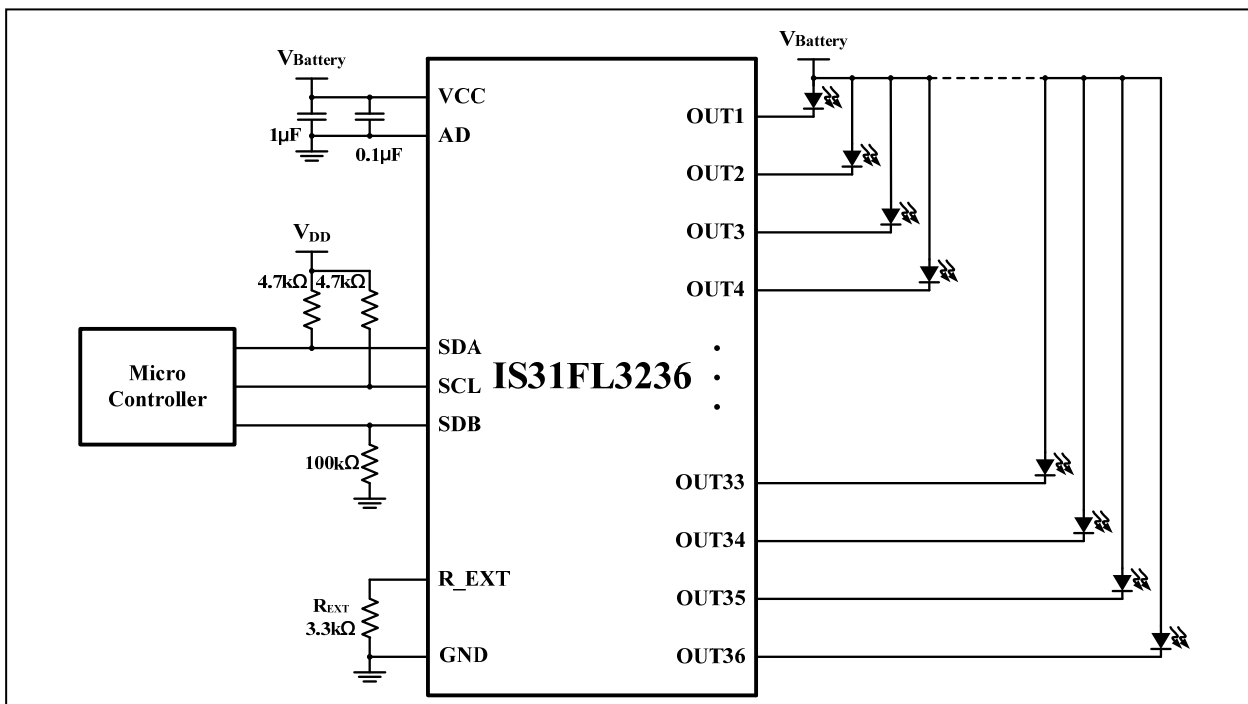 VBattery
VCC
1µF
AD
0.1µF
VDD
4.7kΩ 4.7kΩ
Micro
Controller
SDA
SCL
SDB
100kΩ
R_EXT
REXT
3.3kΩ
GND
IS31FL3236
VBattery
OUT1
OUT2
OUT3
OUT4
OUT33
OUT34
OUT35
OUT36